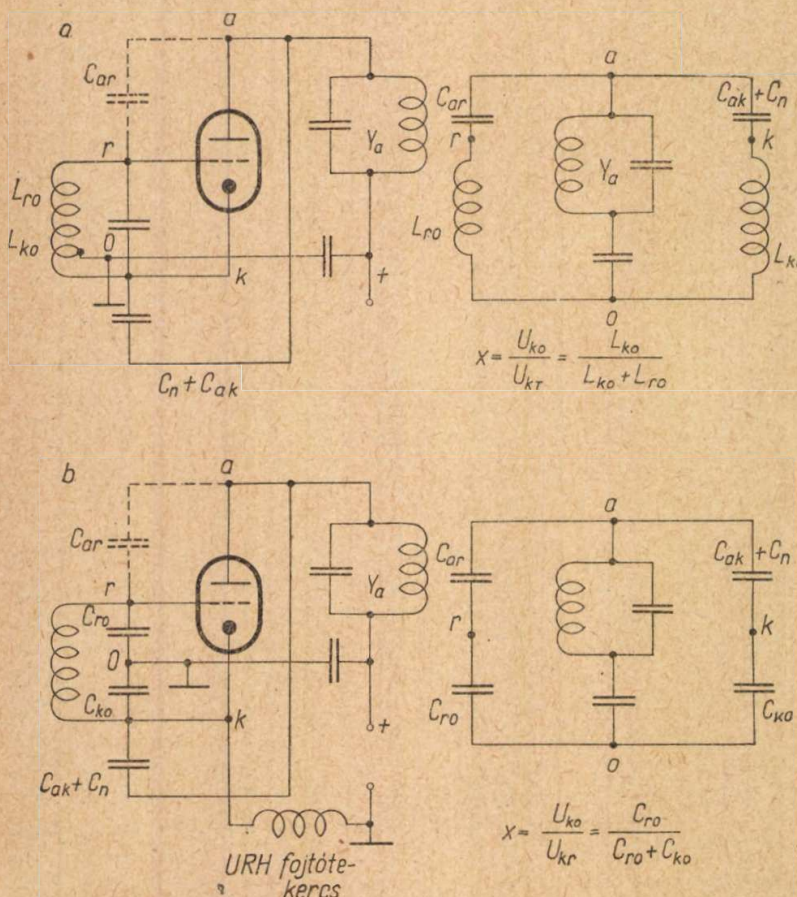 a
a
C_ar
r
L_ro
L_ko
0
k
+
Y_a
C_n + C_ak
a
C_ar
r
L_ro
Y_a
C_ak + C_n
k
L_k
0
x = U_ko / U_kr = L_ko / (L_ko + L_ro)
b
a
C_ar
r
C_ro
0
C_ko
k
C_ak + C_n
Y_a
+
URH fojtóte-
kercs
a
C_ar
r
C_ro
C_ak + C_n
k
C_ko
0
x = U_ko / U_kr = C_ro / (C_ro + C_ko)